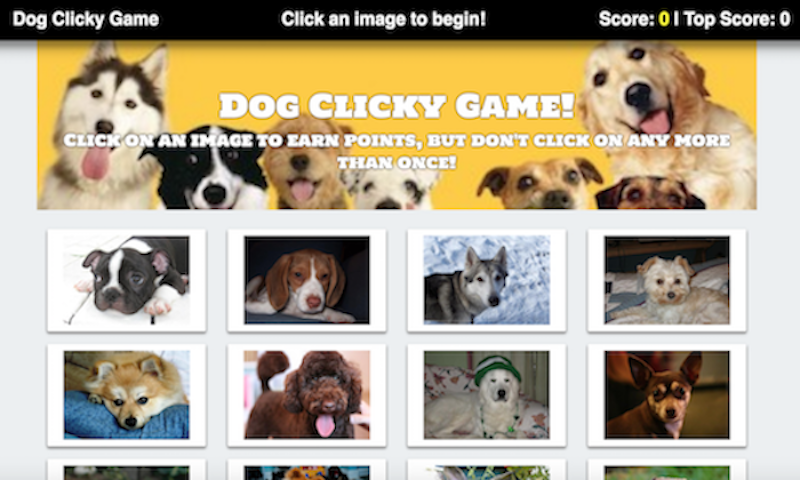 Dog Clicky Game
Click an image to begin!
Score: 0 | Top Score: 0
Dog Clicky Game!
Click on an image to earn points, but don't click on any more
than once!